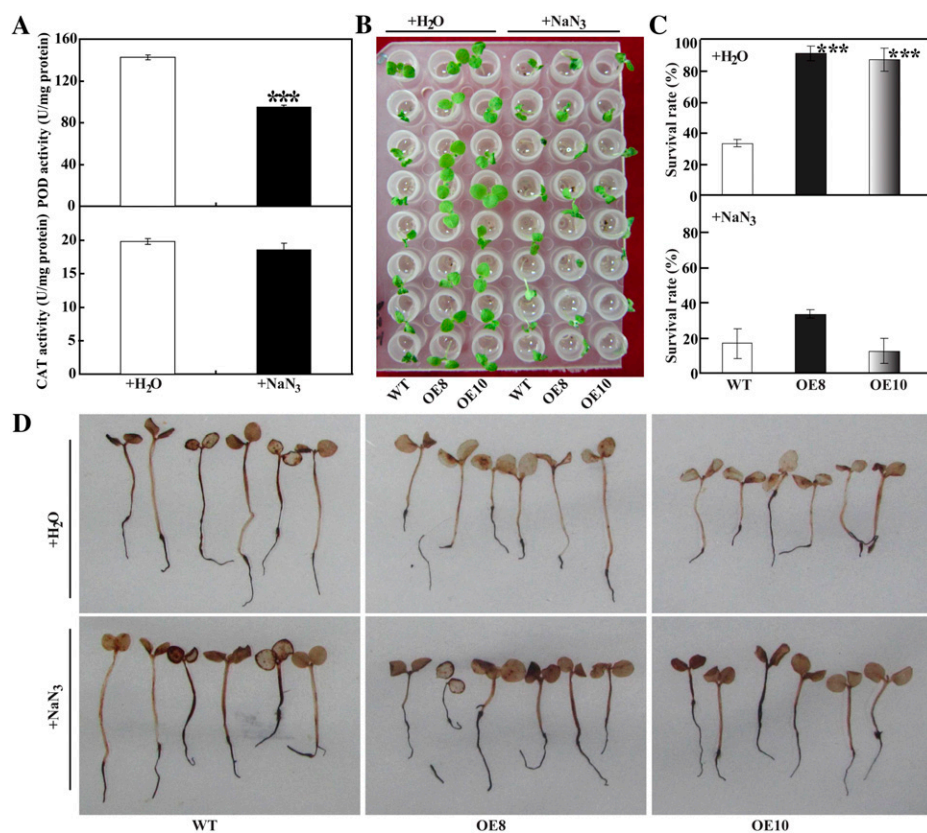 A
POD activity (U/mg protein)
160
120
80
40
0
***
CAT activity (U/mg protein)
20
15
10
5
0
+H₂O
+NaN₃
B
+H₂O
+NaN₃
WT
OE8
OE10
WT
OE8
OE10
C
+H₂O
Survival rate (%)
100
80
60
40
20
0
***
***
+NaN₃
Survival rate (%)
80
60
40
20
0
WT
OE8
OE10
D
+H₂O
+NaN₃
WT
OE8
OE10